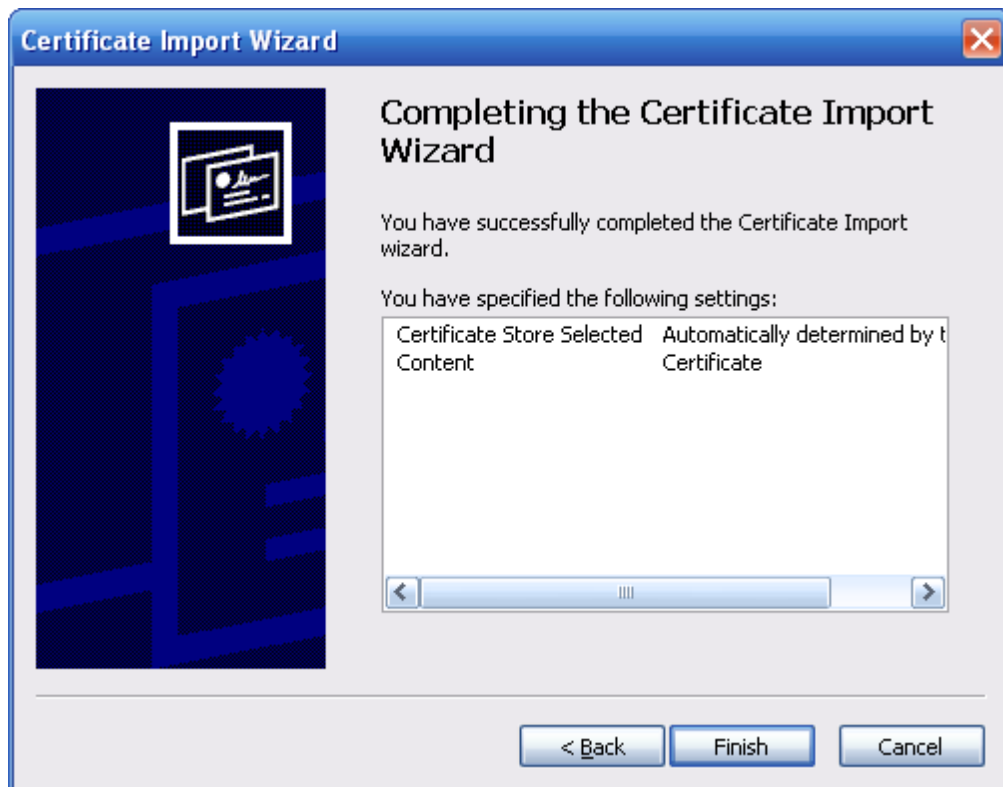 Certificate Import Wizard
Completing the Certificate Import
Wizard
You have successfully completed the Certificate Import
wizard.
You have specified the following settings:
Certificate Store Selected Automatically determined by t
Content Certificate
< Back Finish Cancel